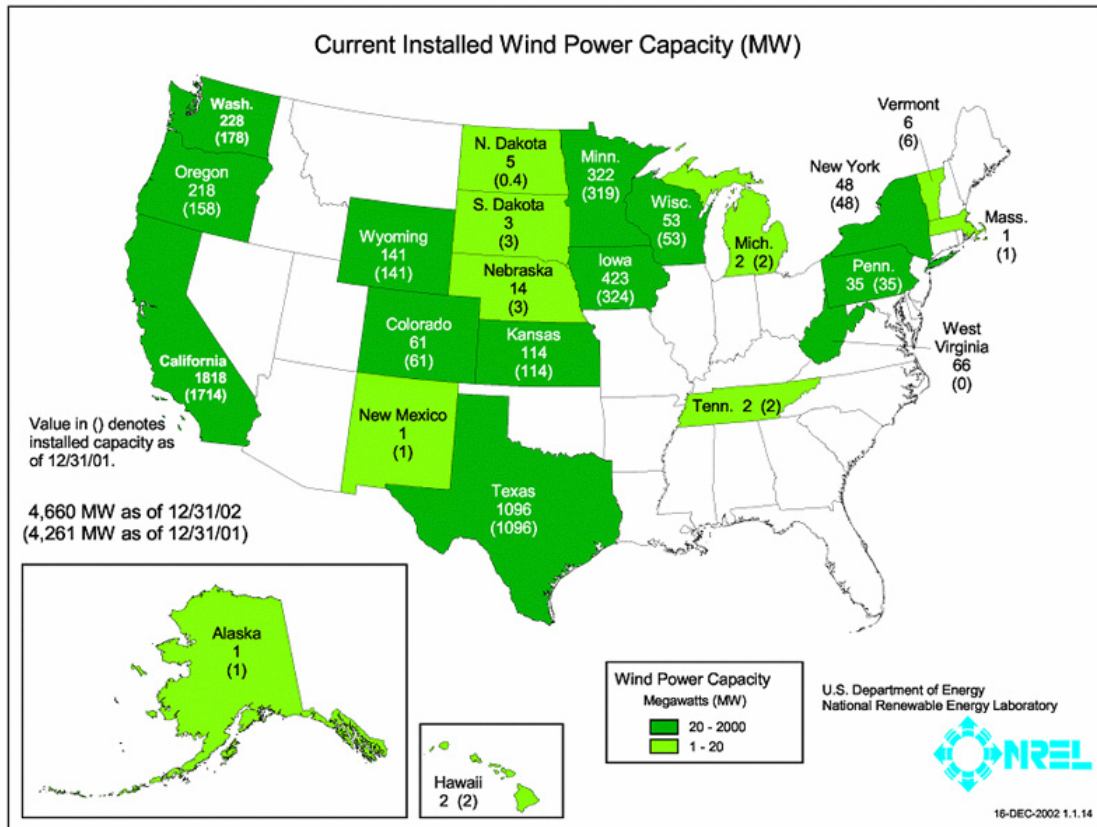 Current Installed Wind Power Capacity (MW)
Wash.
228
(178)
Oregon
218
(158)
California
1818
(1714)
N. Dakota
5
(0.4)
S. Dakota
3
(3)
Nebraska
14
(3)
Wyoming
141
(141)
Colorado
61
(61)
Kansas
114
(114)
New Mexico
1
(1)
Texas
1096
(1096)
Minn.
322
(319)
Wisc.
53
(53)
Iowa
423
(324)
Mich.
2 (2)
Vermont
6
(6)
New York
48
(48)
Mass.
1
(1)
Penn.
35 (35)
West
Virginia
66
(0)
Tenn. 2 (2)
Value in () denotes
installed capacity as
of 12/31/01.
4,660 MW as of 12/31/02
(4,261 MW as of 12/31/01)
Alaska
1
(1)
Hawaii
2 (2)
Wind Power Capacity
Megawatts (MW)
20 - 2000
1 - 20
U.S. Department of Energy
National Renewable Energy Laboratory
NREL
16-DEC-2002 1.1.14